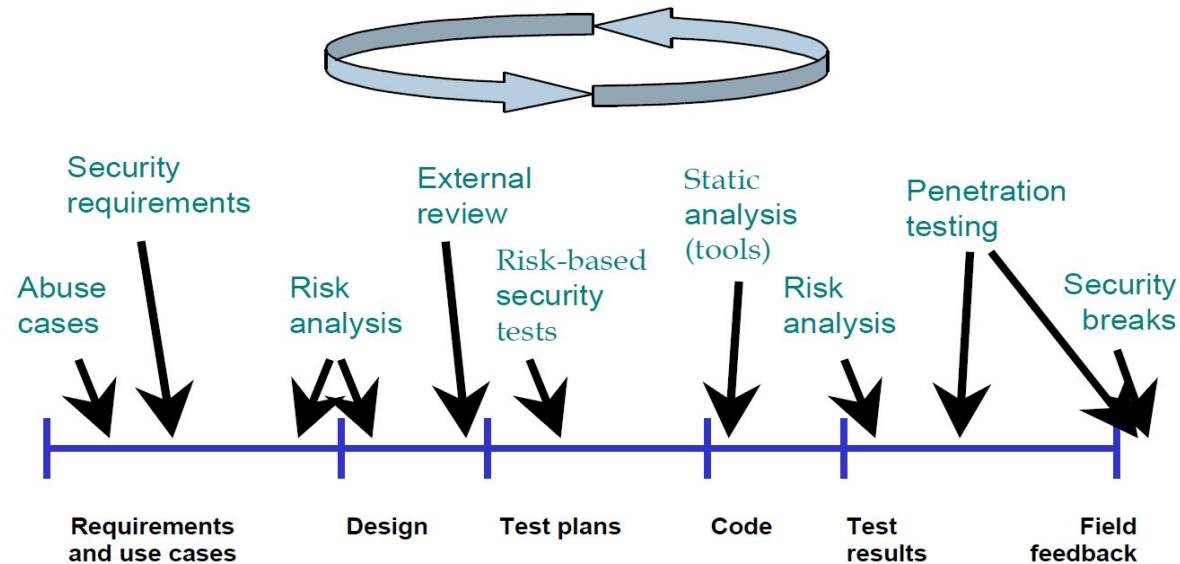 Security
requirements
Abuse
cases
Risk
analysis
External
review
Risk-based
security
tests
Static
analysis
(tools)
Risk
analysis
Penetration
testing
Security
breaks
Requirements
and use cases
Design
Test plans
Code
Test
results
Field
feedback